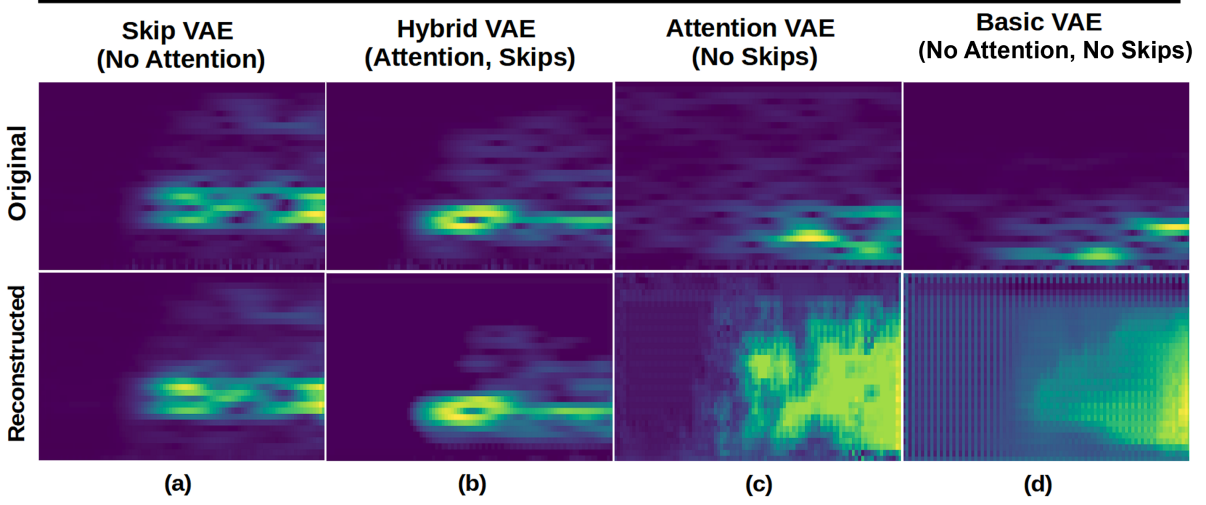 Skip VAE
(No Attention)
Hybrid VAE
(Attention, Skips)
Attention VAE
(No Skips)
Basic VAE
(No Attention, No Skips)
Original
Reconstructed
(a)
(b)
(c)
(d)